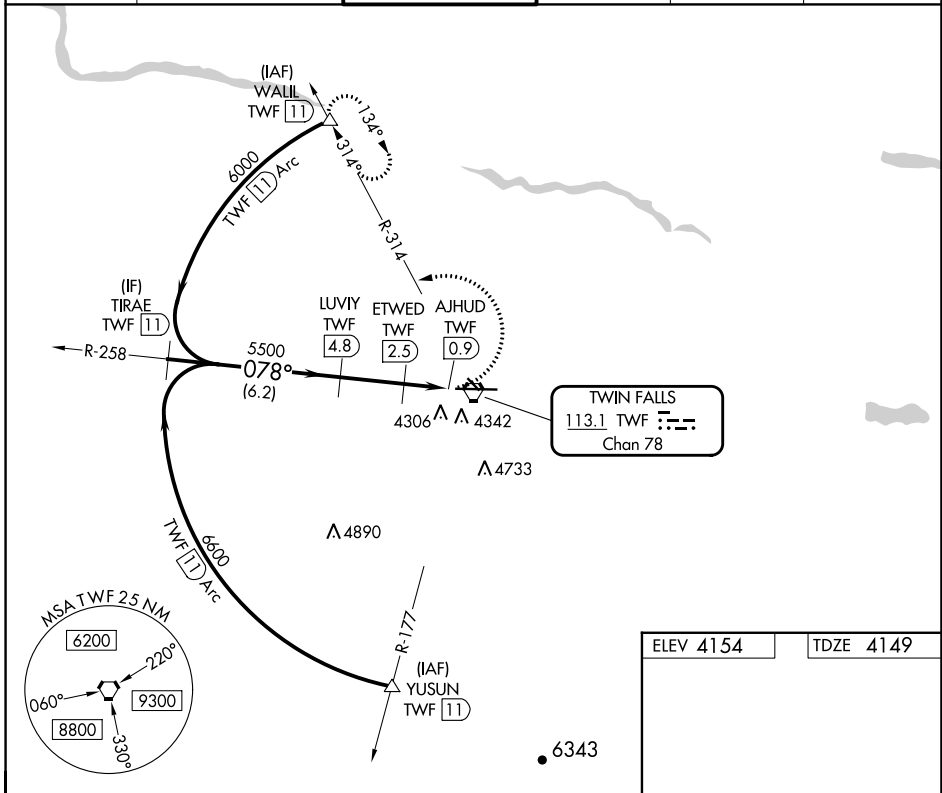 (IAF)
WALIL
TWF 11
134°
314°
6000
TWF 11 Arc
R-314
(IF)
TIRAE
TWF 11
R-258
5500
078°
(6.2)
LUVIY
TWF
4.8
ETWED
TWF
2.5
AJHUD
TWF
0.9
4306
4342
TWIN FALLS
113.1 TWF
Chan 78
4733
4890
6600
TWF 11 Arc
R-177
(IAF)
YUSUN
TWF 11
MSA TWF 25 NM
6200
220°
060°
9300
8800
330°
6343
ELEV 4154
TDZE 4149